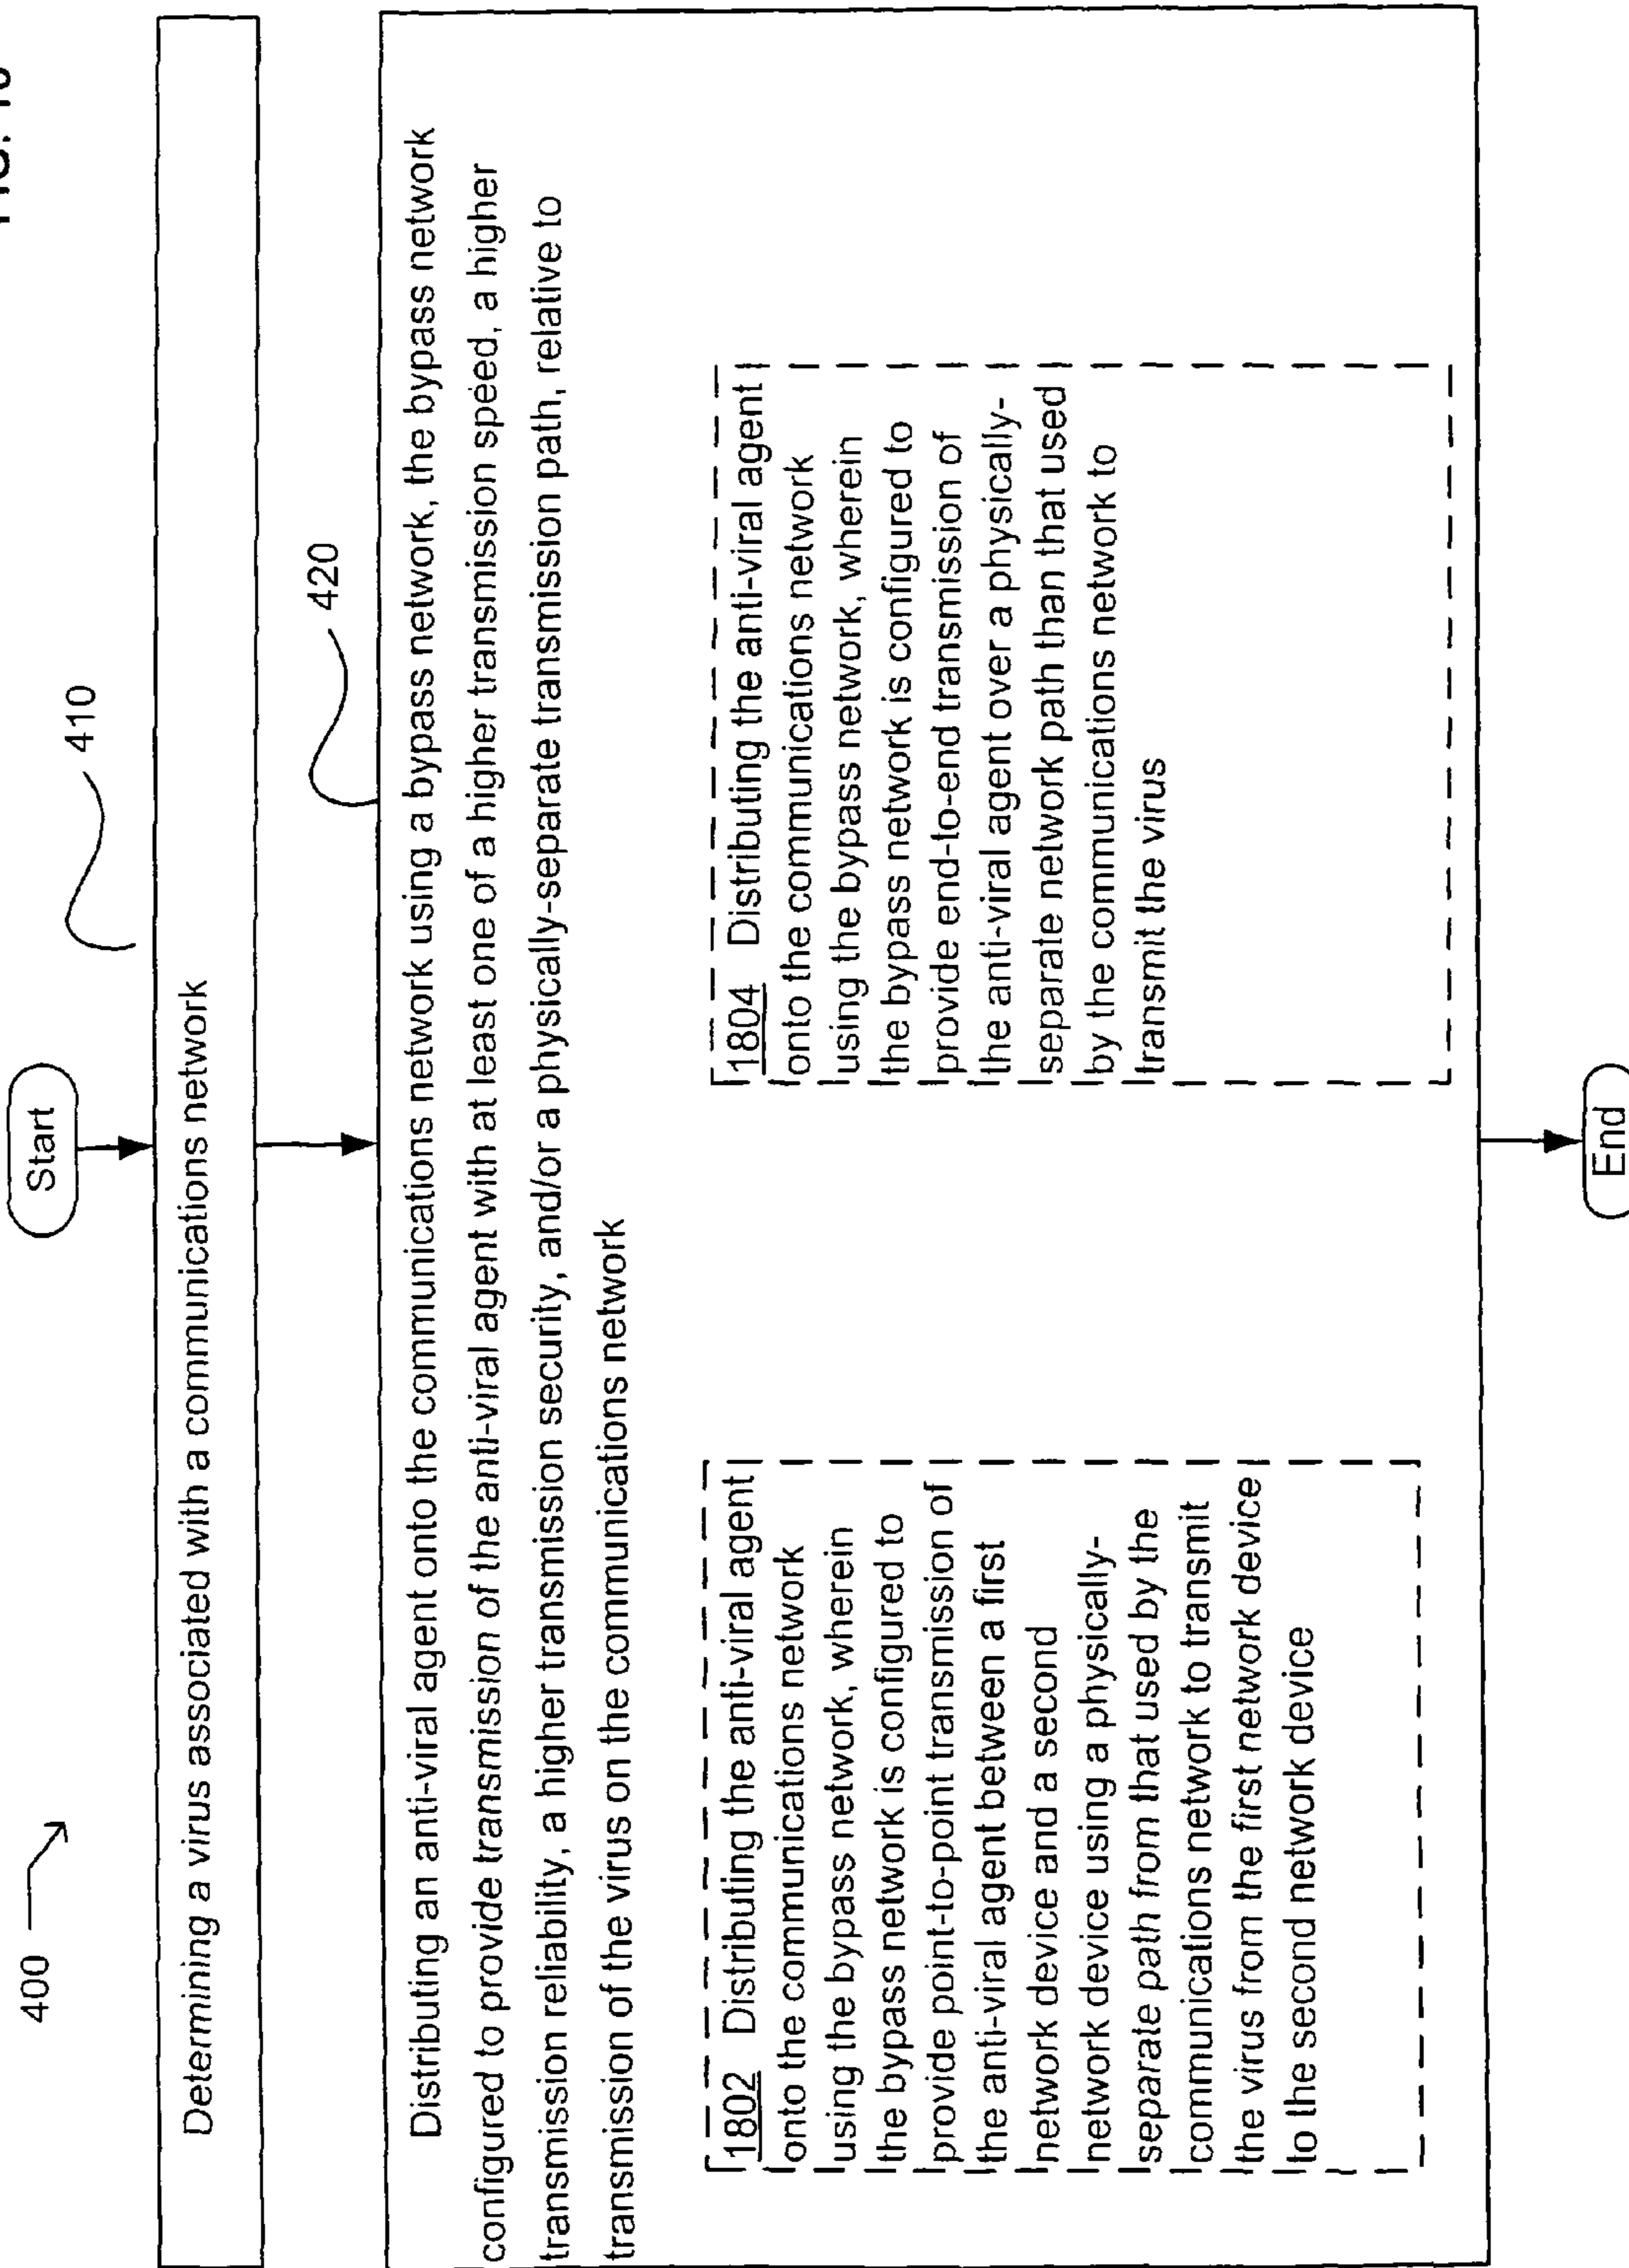 400
Start
410
Determining a virus associated with a communications network
420
Distributing an anti-viral agent onto the communications network using a bypass network, the bypass network
configured to provide transmission of the anti-viral agent with at least one of a higher transmission speed, a higher
transmission reliability, a higher transmission security, and/or a physically-separate transmission path, relative to
transmission of the virus on the communications network
1802 Distributing the anti-viral agent
onto the communications network
using the bypass network, wherein
the bypass network is configured to
provide point-to-point transmission of
the anti-viral agent between a first
network device and a second
network device using a physically-
separate path from that used by the
communications network to transmit
the virus from the first network device
to the second network device
1804 Distributing the anti-viral agent
onto the communications network
using the bypass network, wherein
the bypass network is configured to
provide end-to-end transmission of
the anti-viral agent over a physically-
separate network path than that used
by the communications network to
transmit the virus
End